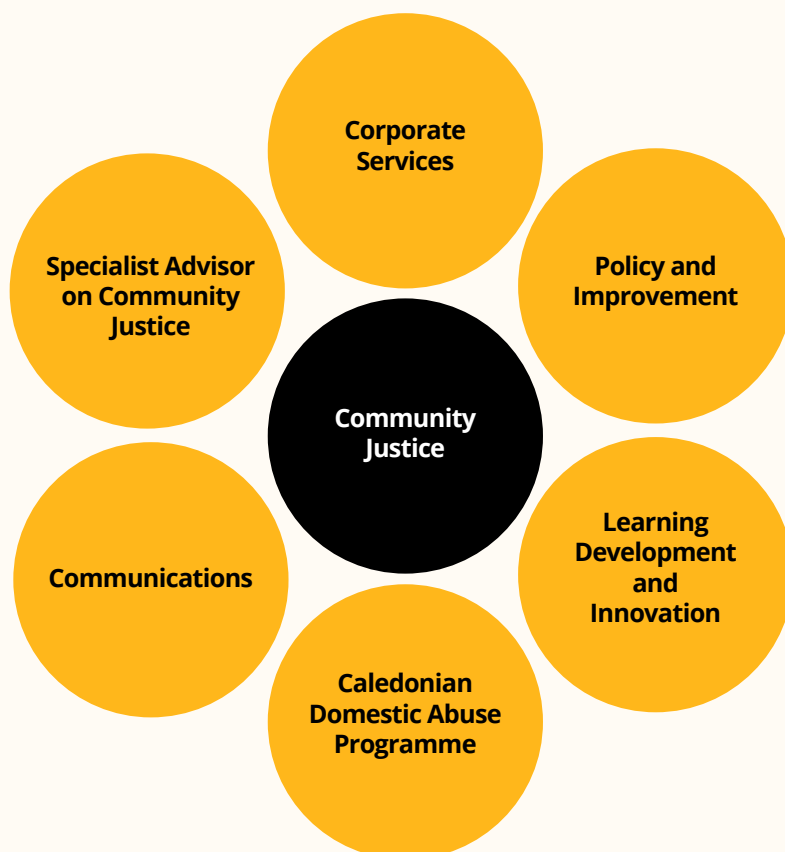 Corporate
Services
Specialist Advisor
on Community
Justice
Policy and
Improvement
Community
Justice
Communications
Learning
Development
and
Innovation
Caledonian
Domestic Abuse
Programme